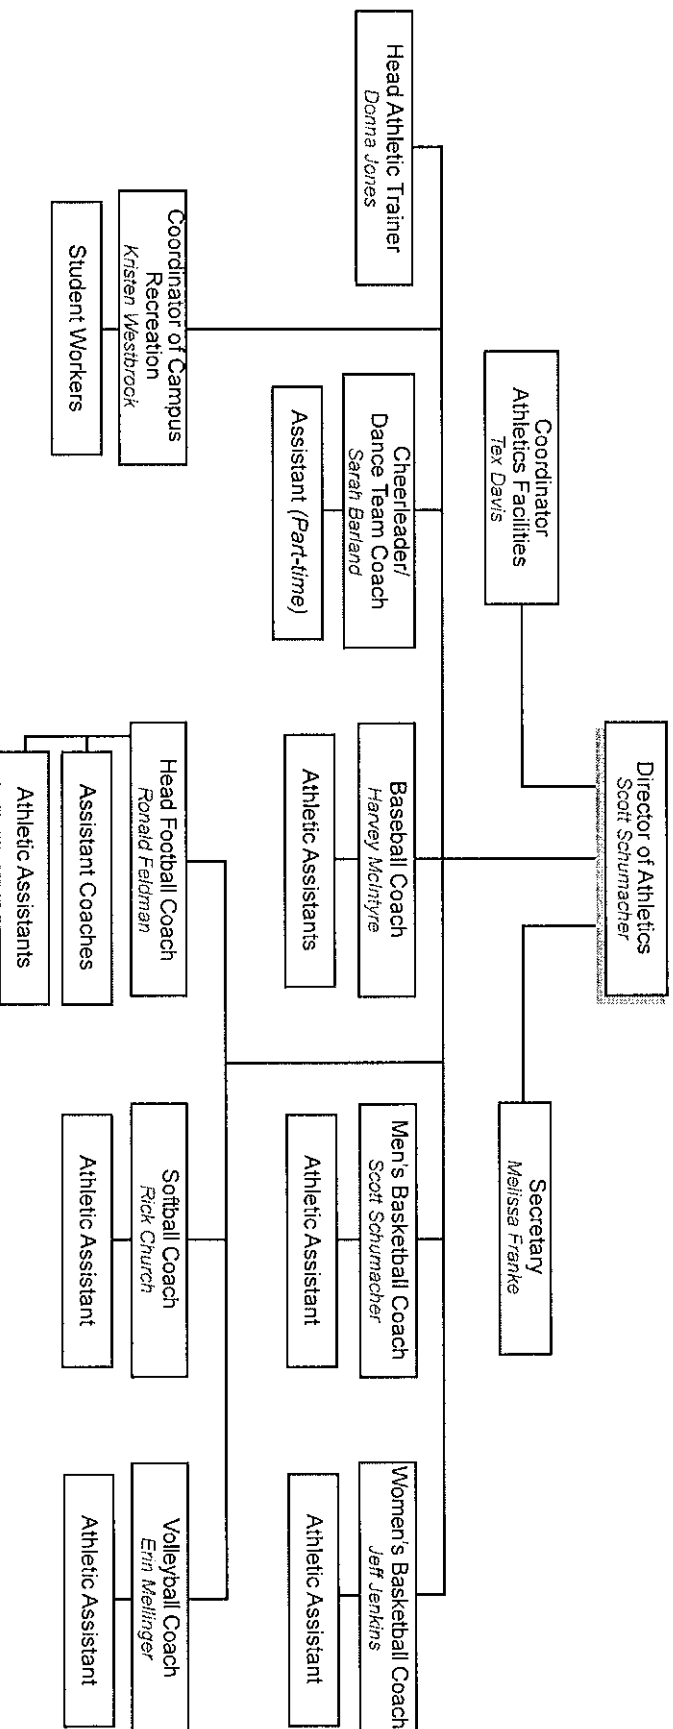 Director of Athletics
Scott Schumacher
Coordinator
Athletics Facilities
Tex Davis
Secretary
Melissa Franke
Head Athletic Trainer
Donna Jones
Cheerleader/
Dance Team Coach
Sarah Barland
Assistant (Part-time)
Baseball Coach
Harvey McIntyre
Athletic Assistants
Men's Basketball Coach
Scott Schumacher
Athletic Assistant
Women's Basketball Coach
Jeff Jenkins
Athletic Assistant
Coordinator of Campus
Recreation
Kristen Westbrook
Student Workers
Head Football Coach
Ronald Feldman
Assistant Coaches
Athletic Assistants
Softball Coach
Rick Church
Athletic Assistant
Volleyball Coach
Erin Mellinger
Athletic Assistant